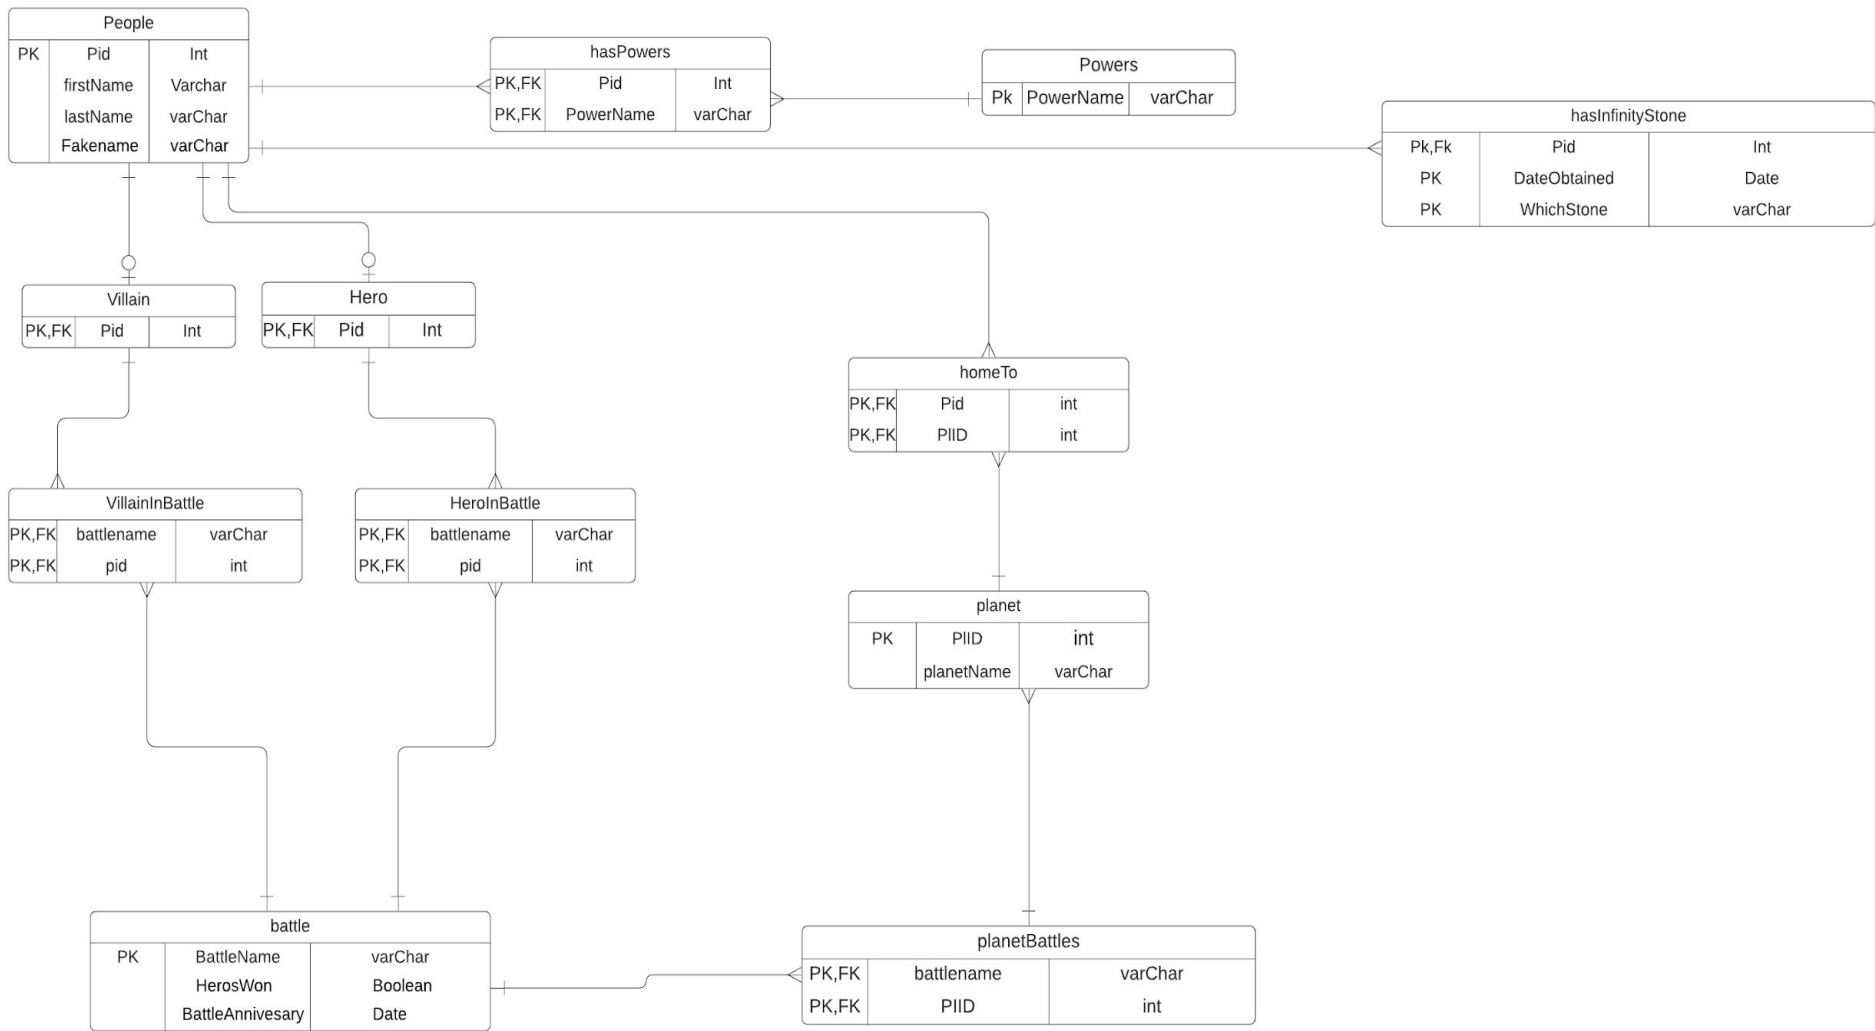 People
PK Pid Int
firstName Varchar
lastName varChar
Fakename varChar
hasPowers
PK,FK Pid Int
PK,FK PowerName varChar
Powers
Pk PowerName varChar
hasInfinityStone
Pk,Fk Pid Int
PK DateObtained Date
PK WhichStone varChar
Villain
PK,FK Pid Int
Hero
PK,FK Pid Int
homeTo
PK,FK Pid int
PK,FK PlID int
VillainInBattle
PK,FK battlename varChar
PK,FK pid int
HeroInBattle
PK,FK battlename varChar
PK,FK pid int
planet
PK PlID int
planetName varChar
battle
PK BattleName varChar
HerosWon Boolean
BattleAnnivesary Date
planetBattles
PK,FK battlename varChar
PK,FK PlID int